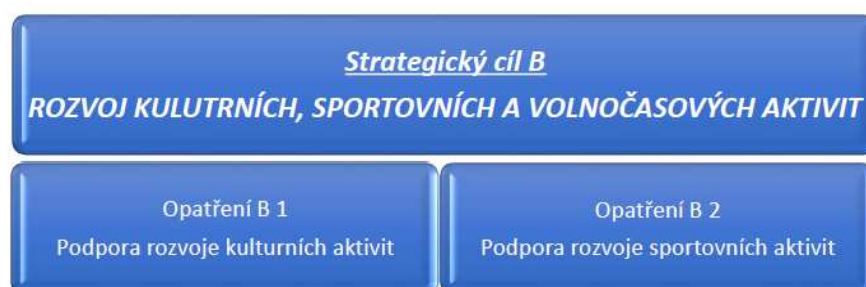 Strategický cíl B
ROZVOJ KULUTRNÍCH, SPORTOVNÍCH A VOLNOČASOVÝCH AKTIVIT
Opatření B 1
Podpora rozvoje kulturních aktivit
Opatření B 2
Podpora rozvoje sportovních aktivit